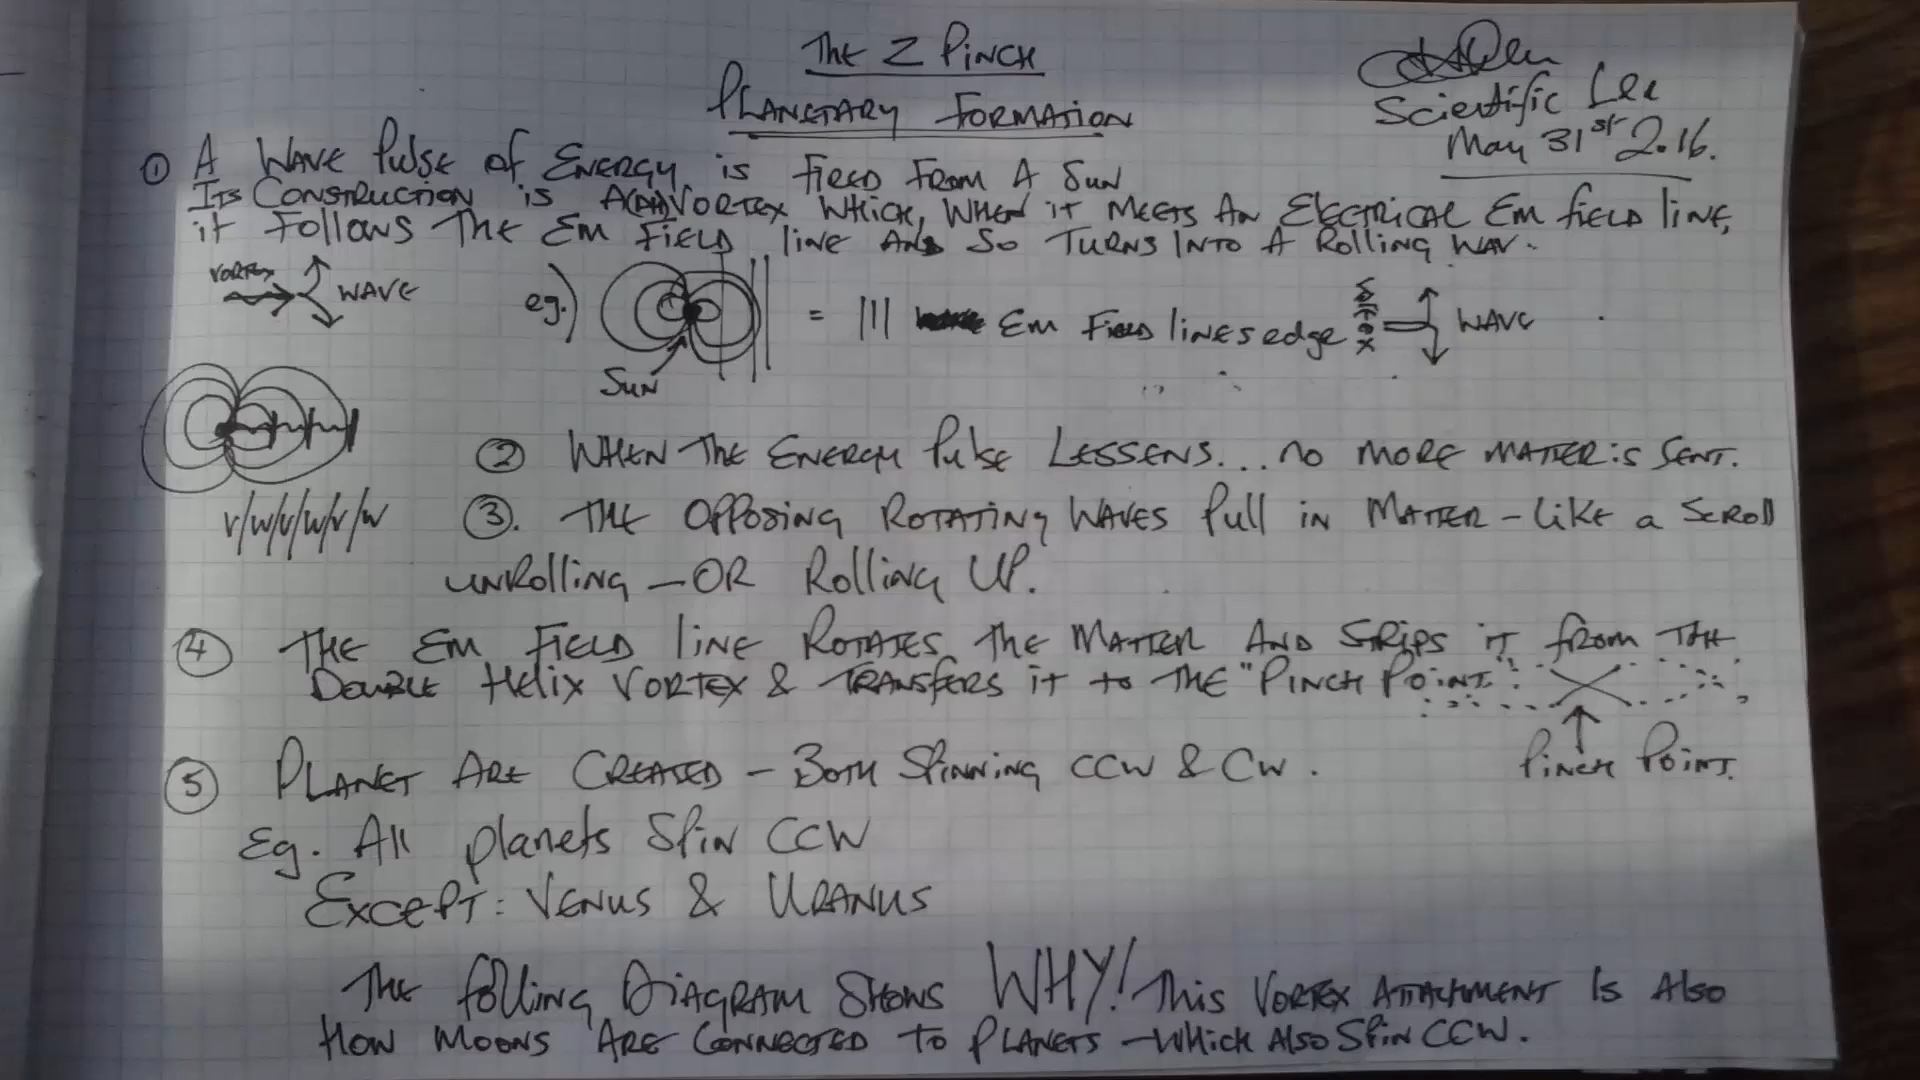 The Z Pinch
Planetary Formation
Scientific Lee
May 31st 2016.
① A Wave Pulse of Energy is Fired From A Sun
Its Construction is A(DH)Vortex Which, When it Meets An Electrical Em field line,
it follows The Em Field line And So Turns Into A Rolling Wav.
Vortex
WAVE
eg.)
Sun
= ||| Em Field lines edge
WAVE
V/W/V/W/V/W
② When The Energy Pulse Lessens... no more matter is Sent.
③. The Opposing Rotating Waves Pull in Matter - like a Scroll
unRolling - OR Rolling Up.
④ The Em Field line Rotates The Matter And Strips it from The
Double Helix Vortex & Transfers it to The "Pinch Point".
Pinch Point.
⑤ Planet Are Created - Both Spinning CCW & CW.
Eg. All planets Spin CCW
Except: Venus & Uranus
The folling Diagram Shows WHY! This Vortex Attachment Is Also
How Moons Are Connected To Planets - Which Also Spin CCW.